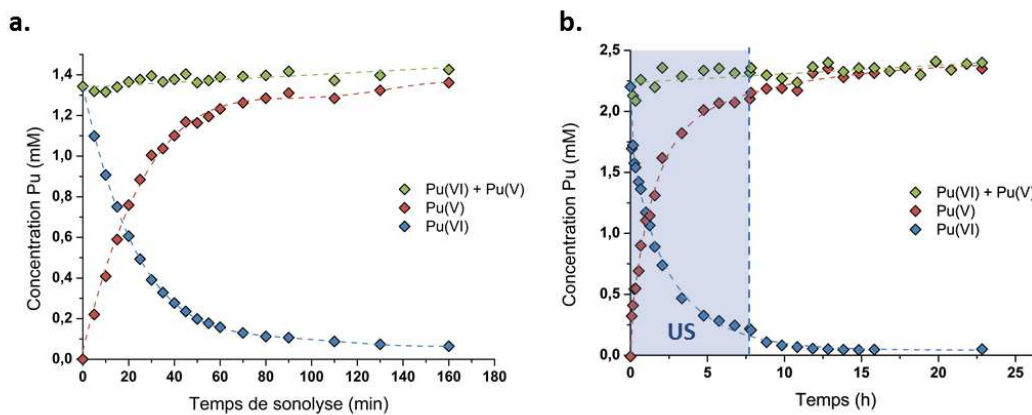 a.
Concentration Pu (mM)
1,4
1,2
1,0
0,8
0,6
0,4
0,2
0,0
0 20 40 60 80 100 120 140 160 180
Temps de sonolyse (min)
Pu(VI) + Pu(V)
Pu(V)
Pu(VI)
b.
Concentration Pu (mM)
2,5
2,0
1,5
1,0
0,5
0,0
US
0 5 10 15 20 25
Temps (h)
Pu(VI) + Pu(V)
Pu(V)
Pu(VI)